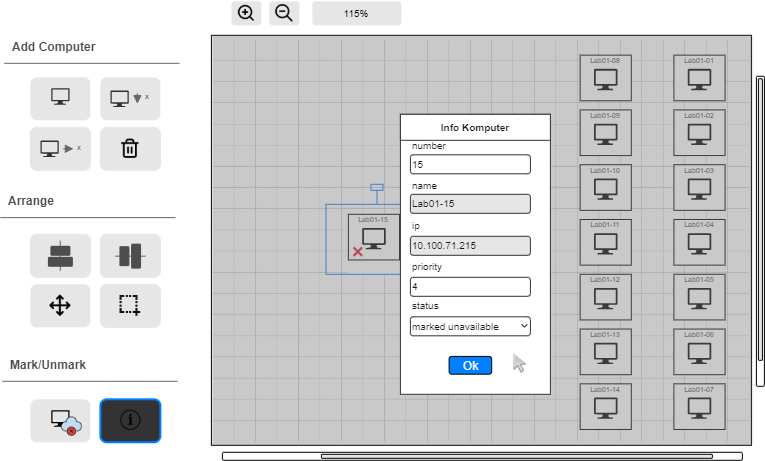 115%
Add Computer
x
x
Arrange
Mark/Unmark
Lab01-08
Lab01-01
Lab01-09
Lab01-02
Lab01-10
Lab01-03
Lab01-11
Lab01-04
Lab01-12
Lab01-05
Lab01-13
Lab01-06
Lab01-14
Lab01-07
Lab01-15
Info Komputer
number
15
name
Lab01-15
ip
10.100.71.215
priority
4
status
marked unavailable
Ok